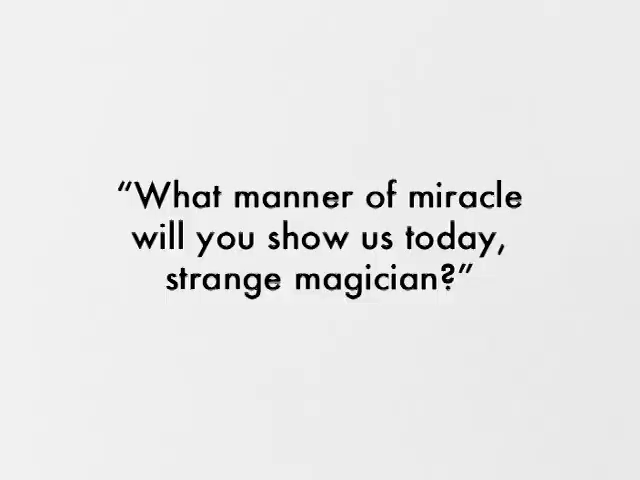 “What manner of miracle
will you show us today,
strange magician?”